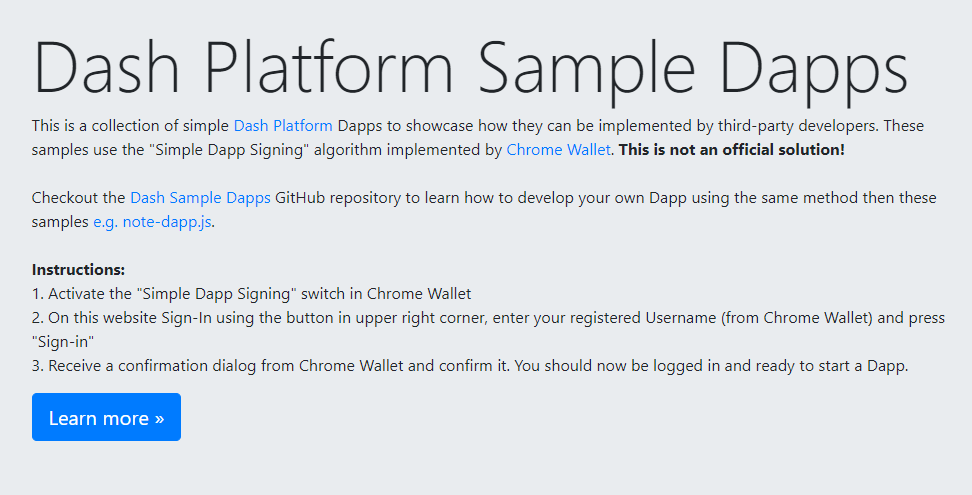 Dash Platform Sample Dapps
This is a collection of simple Dash Platform Dapps to showcase how they can be implemented by third-party developers. These
samples use the "Simple Dapp Signing" algorithm implemented by Chrome Wallet. This is not an official solution!
Checkout the Dash Sample Dapps GitHub repository to learn how to develop your own Dapp using the same method then these
samples e.g. note-dapp.js.
Instructions:
1. Activate the "Simple Dapp Signing" switch in Chrome Wallet
2. On this website Sign-In using the button in upper right corner, enter your registered Username (from Chrome Wallet) and press
"Sign-in"
3. Receive a confirmation dialog from Chrome Wallet and confirm it. You should now be logged in and ready to start a Dapp.
Learn more »